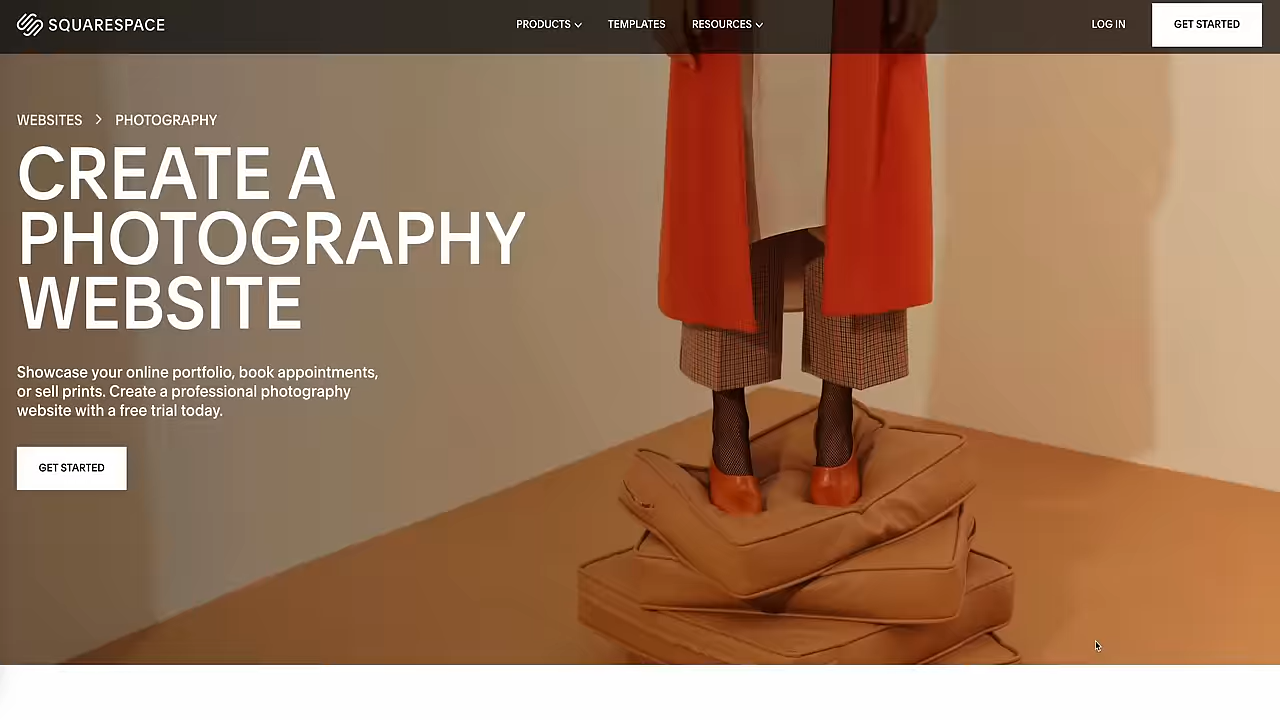 SQUARESPACE
PRODUCTS
TEMPLATES
RESOURCES
LOG IN
GET STARTED
WEBSITES > PHOTOGRAPHY
CREATE A
PHOTOGRAPHY
WEBSITE
Showcase your online portfolio, book appointments,
or sell prints. Create a professional photography
website with a free trial today.
GET STARTED